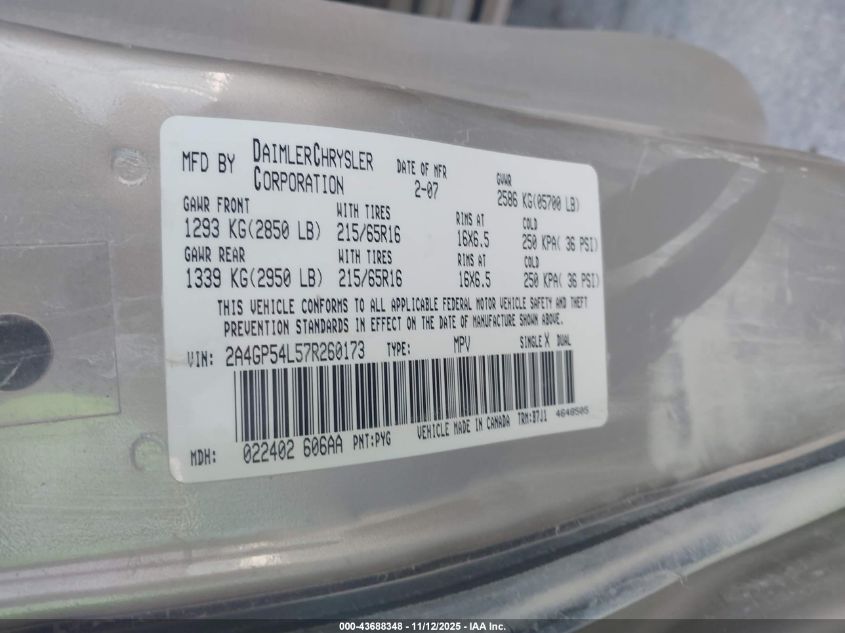 MFD BY DAIMLERCHRYSLER CORPORATION DATE OF MFR 2-07 GVWR 2586 KG(05700 LB)
GAWR FRONT WITH TIRES RIMS AT COLD
1293 KG(2850 LB) 215/65R16 16X6.5 250 KPA( 36 PSI)
GAWR REAR WITH TIRES RIMS AT COLD
1339 KG(2950 LB) 215/65R16 16X6.5 250 KPA( 36 PSI)
THIS VEHICLE CONFORMS TO ALL APPLICABLE FEDERAL MOTOR VEHICLE SAFETY AND THEFT
PREVENTION STANDARDS IN EFFECT ON THE DATE OF MANUFACTURE SHOWN ABOVE.
VIN: 2A4GP54L57R260173 TYPE: MPV SINGLE X DUAL
MDH: 022402 606AA PNT:PYG VEHICLE MADE IN CANADA TRM:B7J1 4648505
000-43688348 - 11/12/2025 - IAA Inc.